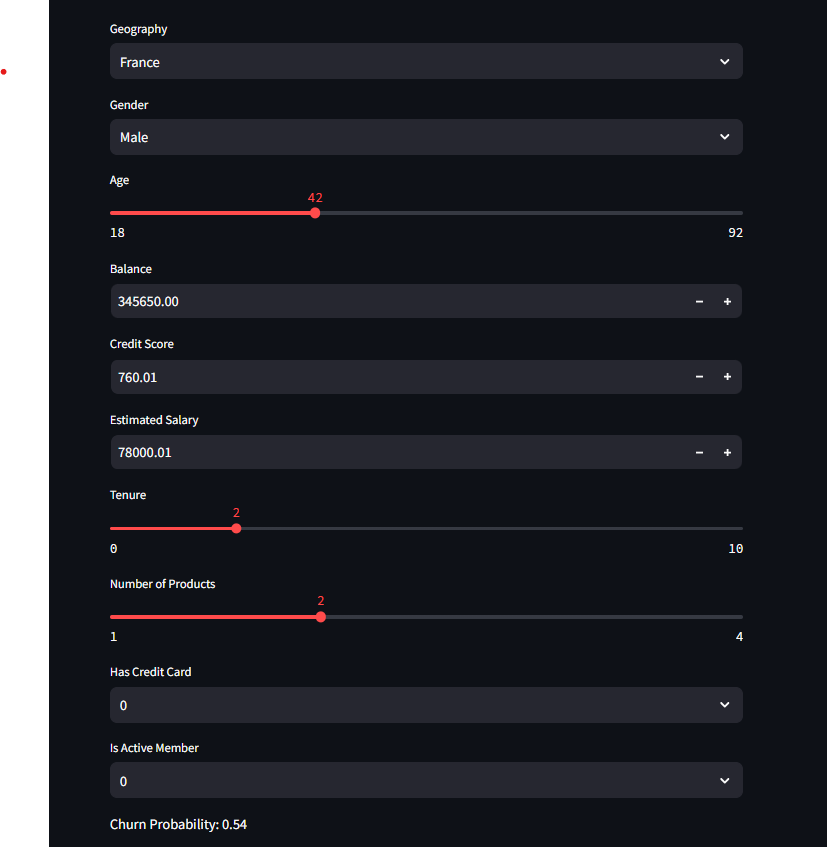 Geography
France
Gender
Male
Age
42
18 92
Balance
345650.00
Credit Score
760.01
Estimated Salary
78000.01
Tenure
2
0 10
Number of Products
2
1 4
Has Credit Card
0
Is Active Member
0
Churn Probability: 0.54